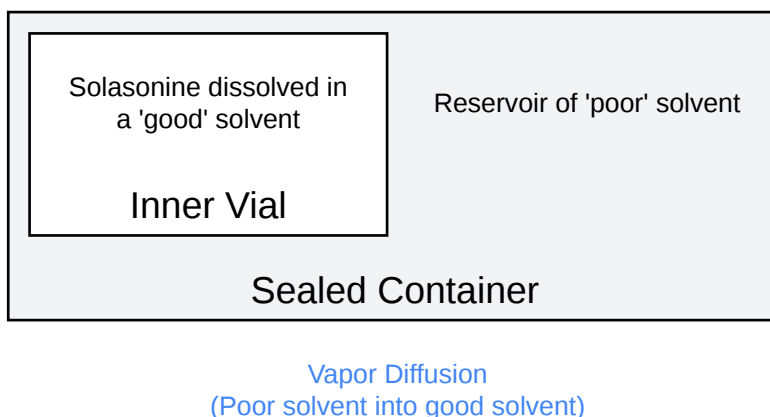 Solasonine dissolved in
a 'good' solvent
Reservoir of 'poor' solvent
Inner Vial
Sealed Container
Vapor Diffusion
(Poor solvent into good solvent)